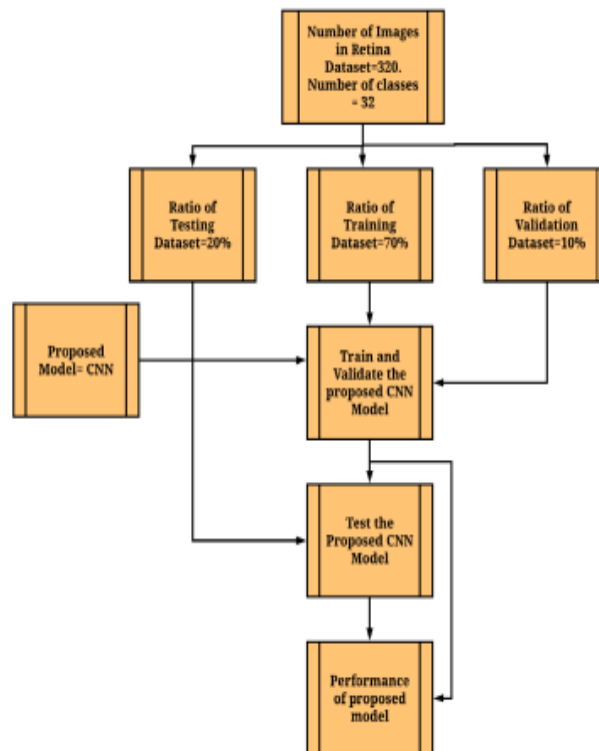 Number of Images
in Retina
Dataset=320.
Number of classes
= 32
Ratio of
Testing
Dataset=20%
Ratio of
Training
Dataset=70%
Ratio of
Validation
Dataset=10%
Proposed
Model= CNN
Train and
Validate the
proposed CNN
Model
Test the
Proposed CNN
Model
Performance
of proposed
model